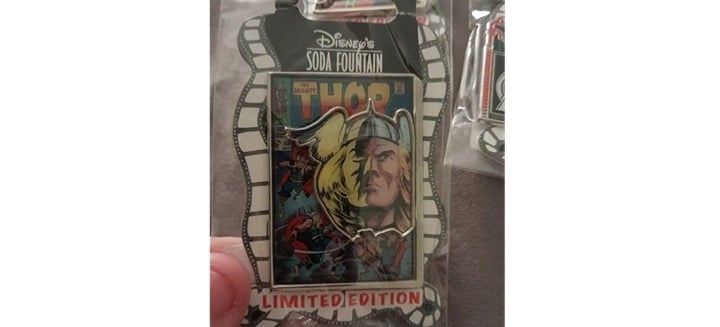 Disney's
SODA FOUNTAIN
THE
MIGHTY
THOR
LIMITED EDITION